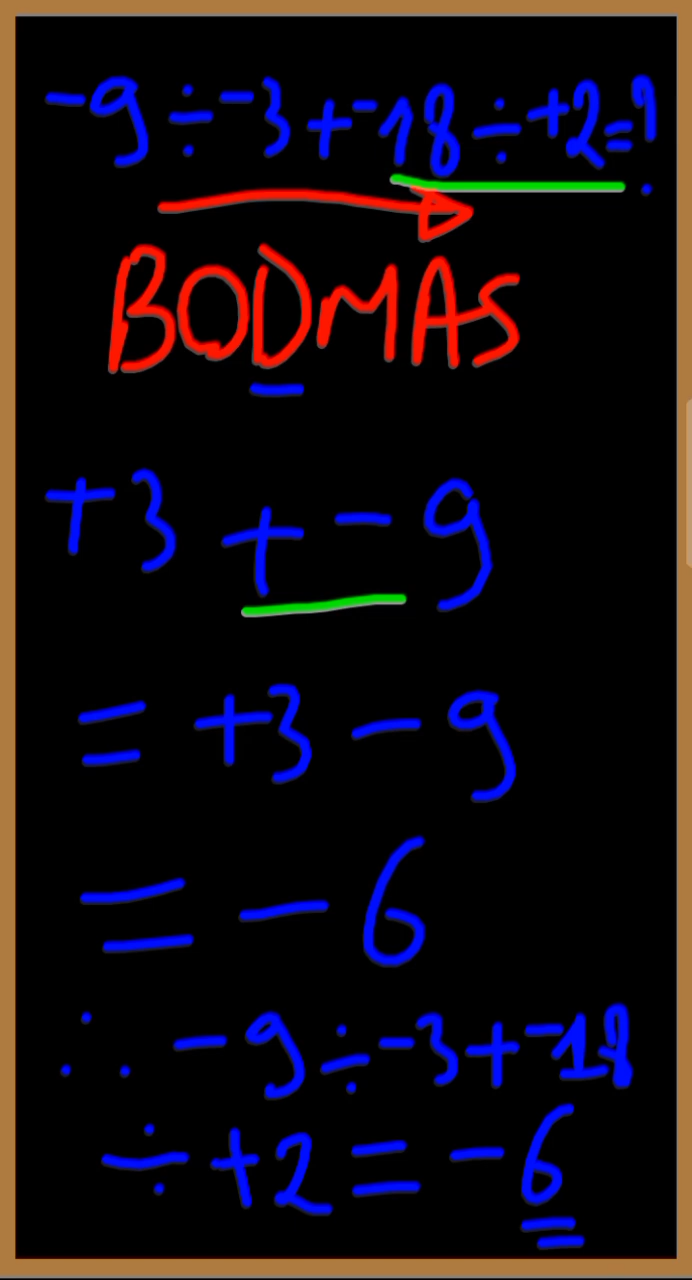 ⁻9 ÷ ⁻3 + ⁻18 ÷ ⁺2 = ?
BODMAS
⁺3 + ⁻9
= +3 - 9
= -6
∴ ⁻9 ÷ ⁻3 + ⁻18
÷ +2 = ⁻6